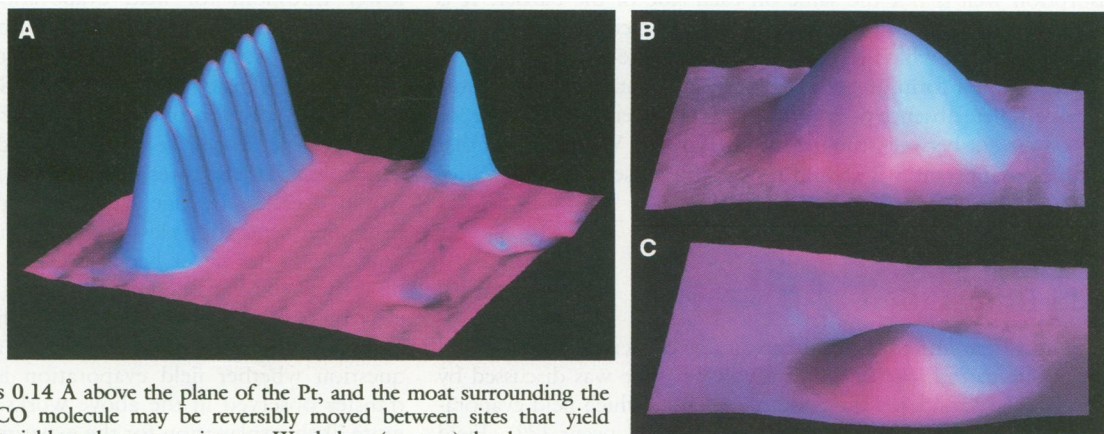 A
B
C
s 0.14 Å above the plane of the Pt, and the moat surrounding the
CO molecule may be reversibly moved between sites that yield